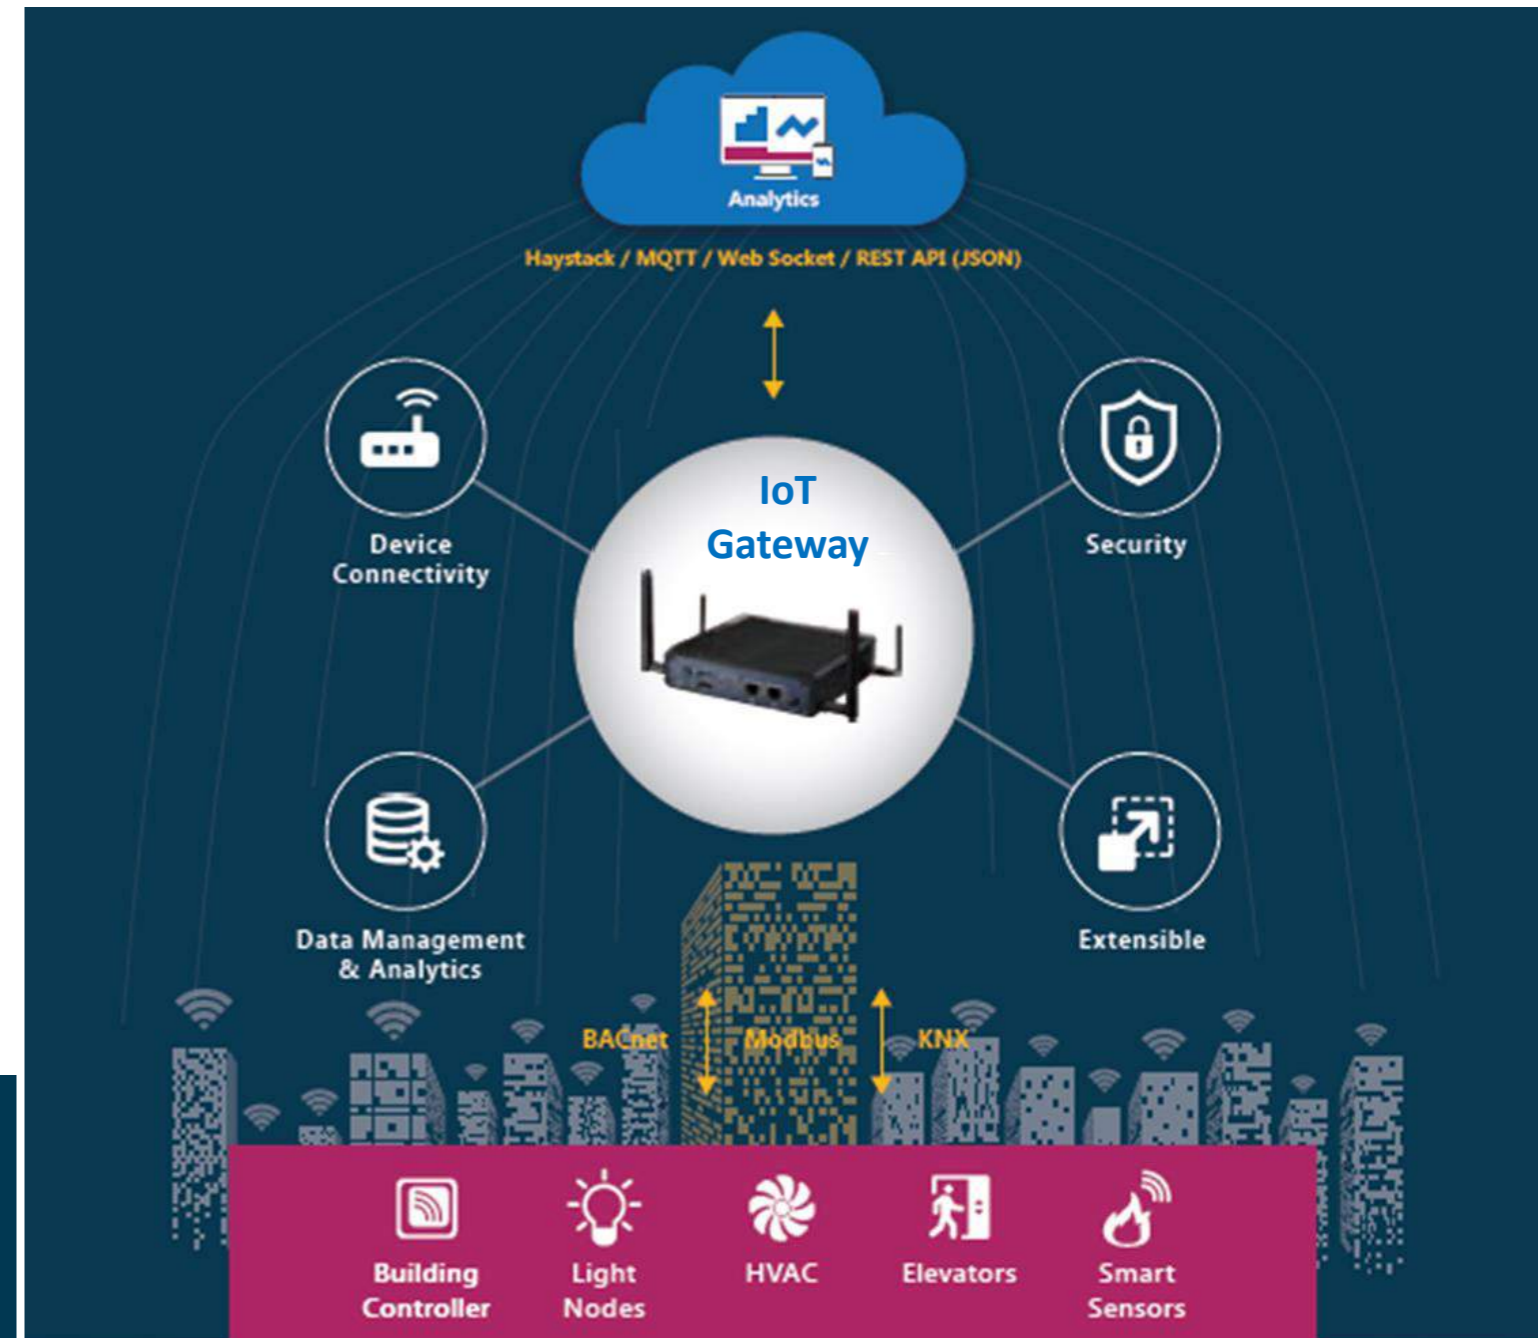 Analytics
Haystack / MQTT / Web Socket / REST API (JSON)
IoT
Gateway
Device
Connectivity
Security
Data Management
& Analytics
Extensible
BACnet
Modbus
KNX
Building
Controller
Light
Nodes
HVAC
Elevators
Smart
Sensors